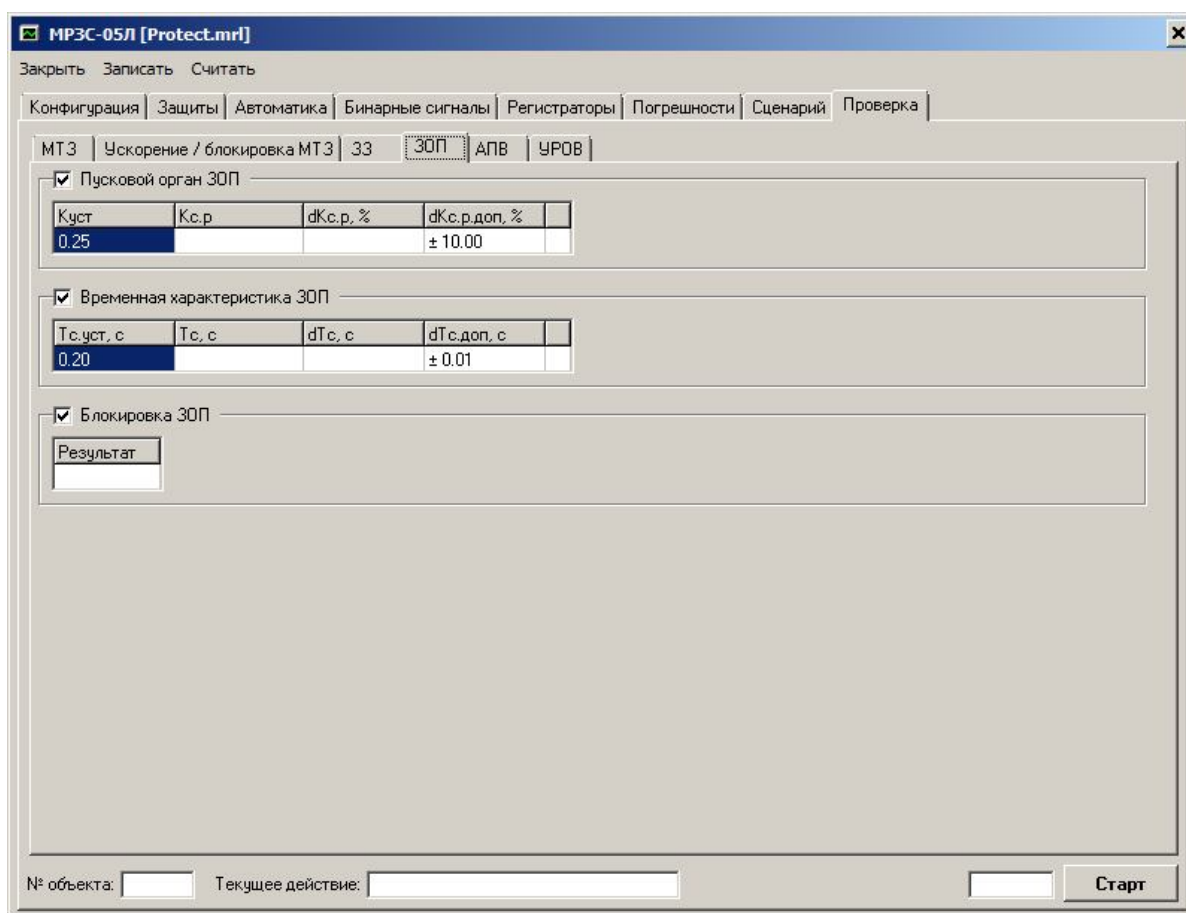 МРЗС-05Л [Protect.mrl]
Закрыть Записать Считать
Конфигурация Защиты Автоматика Бинарные сигналы Регистраторы Погрешности Сценарий Проверка
МТЗ Ускорение / блокировка МТЗ ЗЗ ЗОП АПВ УРОВ
Пусковой орган ЗОП
Куст Кс.р dКс.р, % dКс.р.доп, %
0.25 ± 10.00
Временная характеристика ЗОП
Тс.уст, с Тс, с dТс, с dТс.доп, с
0.20 ± 0.01
Блокировка ЗОП
Результат
№ объекта: Текущее действие: Старт